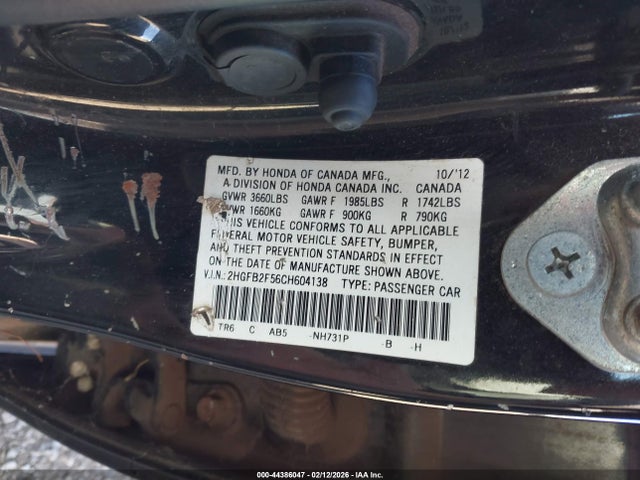 MFD. BY HONDA OF CANADA MFG., 10/'12
A DIVISION OF HONDA CANADA INC. CANADA
GVWR 3660LBS GAWR F 1985LBS R 1742LBS
GVWR 1660KG GAWR F 900KG R 790KG
THIS VEHICLE CONFORMS TO ALL APPLICABLE
FEDERAL MOTOR VEHICLE SAFETY, BUMPER,
AND THEFT PREVENTION STANDARDS IN EFFECT
ON THE DATE OF MANUFACTURE SHOWN ABOVE.
V.I.N.: 2HGFB2F56CH604138 TYPE: PASSENGER CAR
TR6 C AB5 -NH731P -B -H
000-44386047 - 02/12/2026 - IAA Inc.